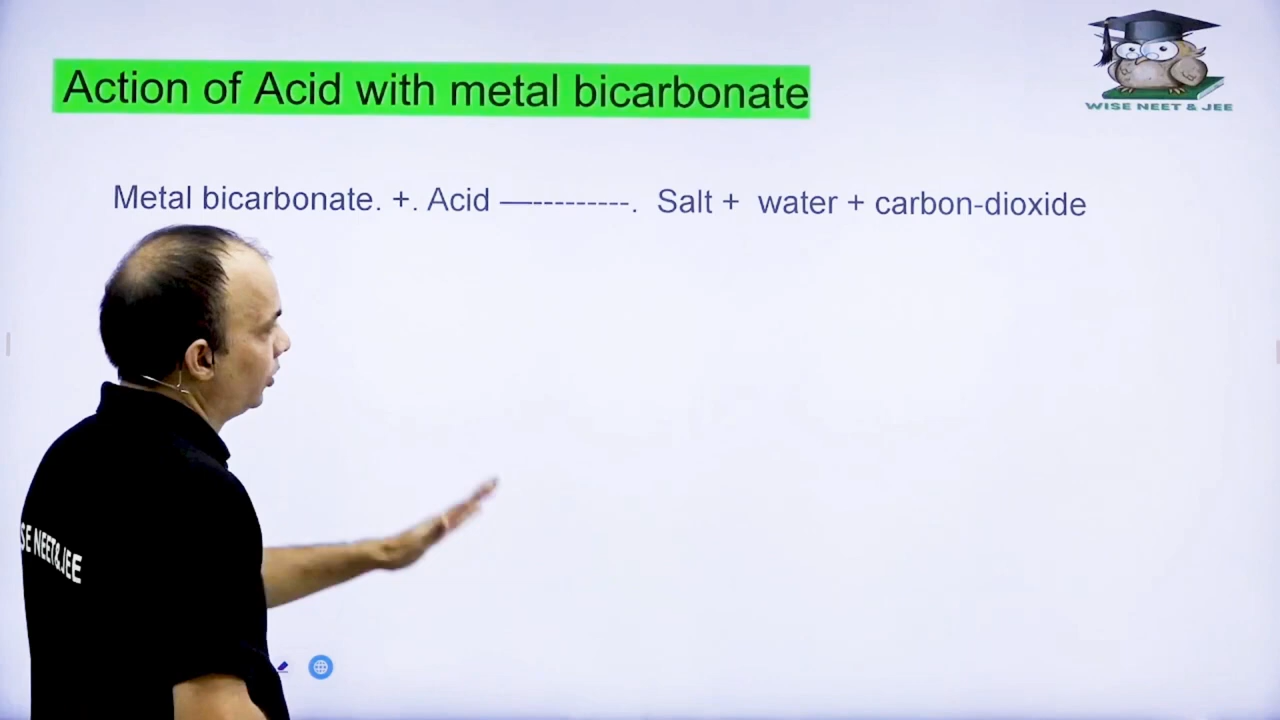 Action of Acid with metal bicarbonate
WISE NEET & JEE
Metal bicarbonate. +. Acid —----------. Salt + water + carbon-dioxide
SE NEET&JEE